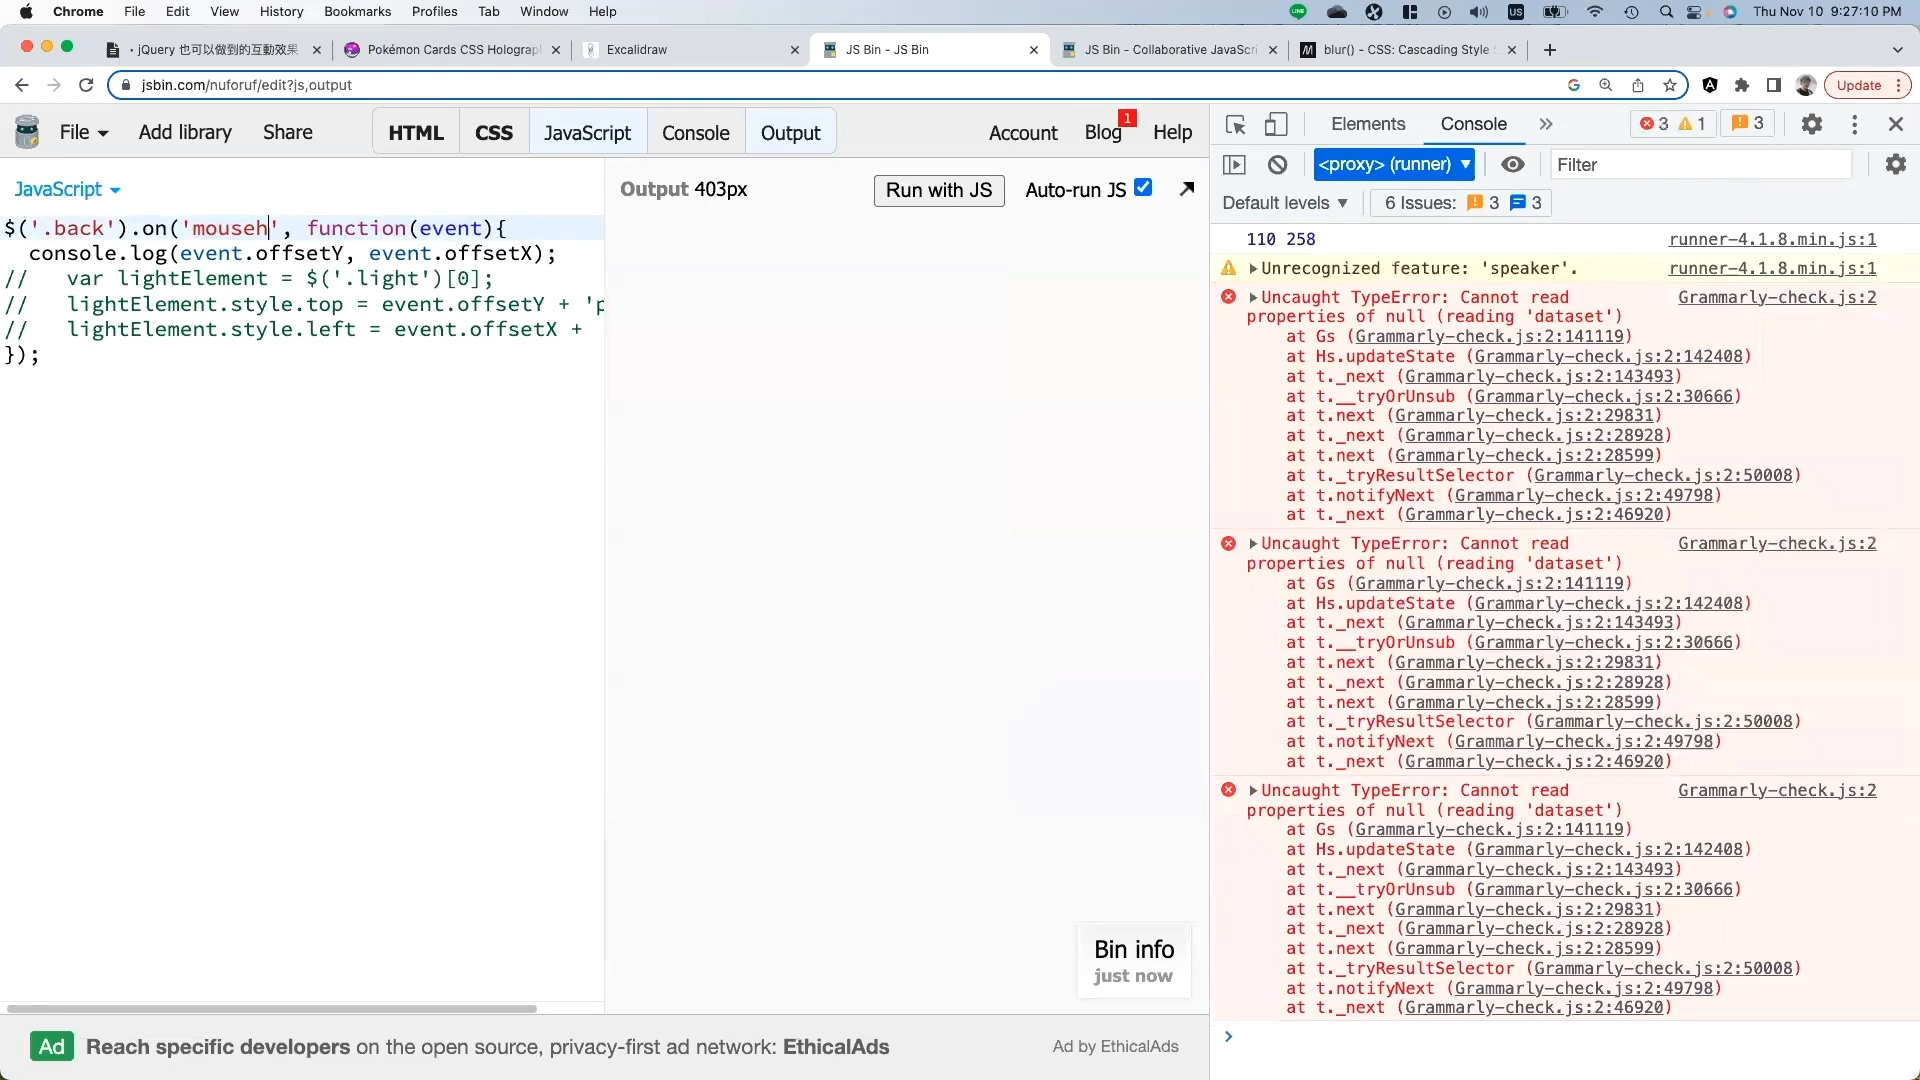 Chrome File Edit View History Bookmarks Profiles Tab Window Help
LINE US Thu Nov 10 9:27:10 PM
· jQuery 也可以做到的互動效果
Pokémon Cards CSS Holograp
Excalidraw
JS Bin - JS Bin
JS Bin - Collaborative JavaScri
blur() - CSS: Cascading Style
jsbin.com/nuforuf/edit?js,output
Update
File Add library Share
HTML CSS JavaScript Console Output
Account Blog 1 Help
JavaScript
$('.back').on('mouseh', function(event){
console.log(event.offsetY, event.offsetX);
// var lightElement = $('.light')[0];
// lightElement.style.top = event.offsetY + 'p
// lightElement.style.left = event.offsetX +
});
Output 403px
Run with JS
Auto-run JS
Bin info
just now
Ad Reach specific developers on the open source, privacy-first ad network: EthicalAds
Ad by EthicalAds
Elements Console » 3 1 3
<proxy> (runner) ▼ Filter
Default levels ▼ 6 Issues: 3 3
110 258 runner-4.1.8.min.js:1
Unrecognized feature: 'speaker'. runner-4.1.8.min.js:1
Uncaught TypeError: Cannot read Grammarly-check.js:2
properties of null (reading 'dataset')
at Gs (Grammarly-check.js:2:141119)
at Hs.updateState (Grammarly-check.js:2:142408)
at t._next (Grammarly-check.js:2:143493)
at t.__tryOrUnsub (Grammarly-check.js:2:30666)
at t.next (Grammarly-check.js:2:29831)
at t._next (Grammarly-check.js:2:28928)
at t.next (Grammarly-check.js:2:28599)
at t._tryResultSelector (Grammarly-check.js:2:50008)
at t.notifyNext (Grammarly-check.js:2:49798)
at t._next (Grammarly-check.js:2:46920)
Uncaught TypeError: Cannot read Grammarly-check.js:2
properties of null (reading 'dataset')
at Gs (Grammarly-check.js:2:141119)
at Hs.updateState (Grammarly-check.js:2:142408)
at t._next (Grammarly-check.js:2:143493)
at t.__tryOrUnsub (Grammarly-check.js:2:30666)
at t.next (Grammarly-check.js:2:29831)
at t._next (Grammarly-check.js:2:28928)
at t.next (Grammarly-check.js:2:28599)
at t._tryResultSelector (Grammarly-check.js:2:50008)
at t.notifyNext (Grammarly-check.js:2:49798)
at t._next (Grammarly-check.js:2:46920)
Uncaught TypeError: Cannot read Grammarly-check.js:2
properties of null (reading 'dataset')
at Gs (Grammarly-check.js:2:141119)
at Hs.updateState (Grammarly-check.js:2:142408)
at t._next (Grammarly-check.js:2:143493)
at t.__tryOrUnsub (Grammarly-check.js:2:30666)
at t.next (Grammarly-check.js:2:29831)
at t._next (Grammarly-check.js:2:28928)
at t.next (Grammarly-check.js:2:28599)
at t._tryResultSelector (Grammarly-check.js:2:50008)
at t.notifyNext (Grammarly-check.js:2:49798)
at t._next (Grammarly-check.js:2:46920)